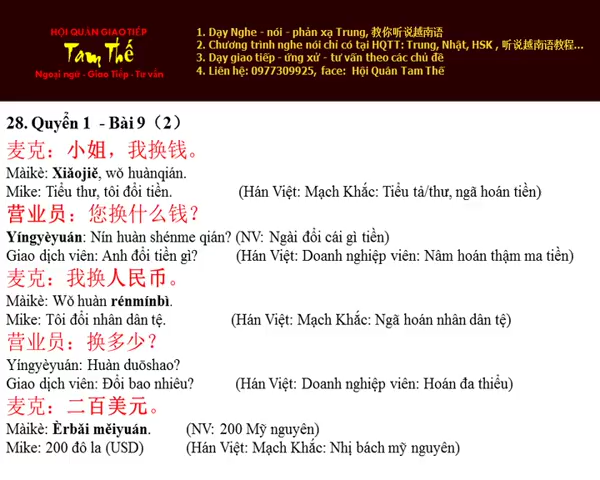 HỘI QUÁN GIAO TIẾP
Tam Thế
Ngoại ngữ - Giao Tiếp - Tư vấn
1. Dạy Nghe - nói - phản xạ Trung, 教你听说越南语
2. Chương trình nghe nói chỉ có tại HQTT: Trung, Nhật, HSK , 听说越南语教程...
3. Dạy giao tiếp - ứng xử - tư vấn theo các chủ đề
4. Liên hệ: 0977309925, face: Hội Quán Tam Thế
28. Quyển 1 - Bài 9（2）
麦克：小姐，我换钱。
Màikè: Xiǎojiě, wǒ huànqián.
Mike: Tiểu thư, tôi đổi tiền. (Hán Việt: Mạch Khắc: Tiểu tả/thư, ngã hoán tiền)
营业员：您换什么钱？
Yíngyèyuán: Nín huàn shénme qián? (NV: Ngài đổi cái gì tiền)
Giao dịch viên: Anh đổi tiền gì? (Hán Việt: Doanh nghiệp viên: Nâm hoán thậm ma tiền)
麦克：我换人民币。
Màikè: Wǒ huàn rénmínbì.
Mike: Tôi đổi nhân dân tệ. (Hán Việt: Mạch Khắc: Ngã hoán nhân dân tệ)
营业员：换多少？
Yíngyèyuán: Huàn duōshao?
Giao dịch viên: Đổi bao nhiêu? (Hán Việt: Doanh nghiệp viên: Hoán đa thiểu)
麦克：二百美元。
Màikè: Èrbǎi měiyuán. (NV: 200 Mỹ nguyên)
Mike: 200 đô la (USD) (Hán Việt: Mạch Khắc: Nhị bách mỹ nguyên)